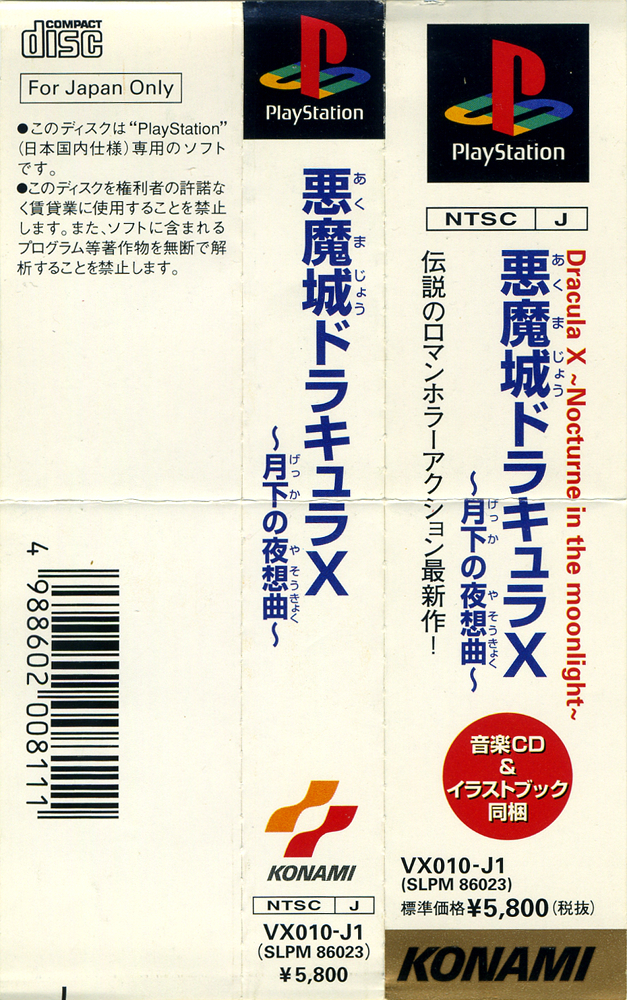 COMPACT
disc
For Japan Only
●このディスクは“PlayStation”
(日本国内仕様)専用のソフト
です。
●このディスクを権利者の許諾な
く賃貸業に使用することを禁止
します。また、ソフトに含まれる
プログラム等著作物を無断で解
析することを禁止します。
4 988602 008111
PlayStation
悪魔城ドラキュラX
あくまじょう
~月下の夜想曲~
げっか やそうきょく
KONAMI
NTSC J
VX010-J1
(SLPM 86023)
¥5,800
PlayStation
NTSC J
Dracula X ~Nocturne in the moonlight~
悪魔城ドラキュラX
あくまじょう
~月下の夜想曲~
げっか やそうきょく
伝説のロマンホラーアクション最新作!
音楽CD
&
イラストブック
同梱
VX010-J1
(SLPM 86023)
標準価格¥5,800(税抜)
KONAMI